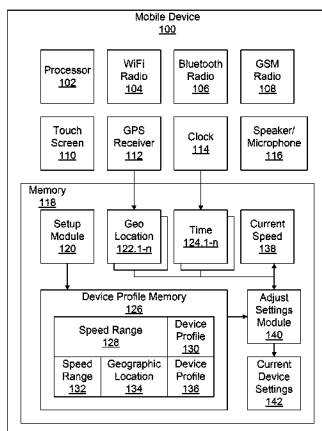 Mobile Device
100
Processor
102
WiFi
Radio
104
Bluetooth
Radio
106
GSM
Radio
108
Touch
Screen
110
GPS
Receiver
112
Clock
114
Speaker/
Microphone
116
Memory
118
Setup
Module
120
Geo
Location
122.1-n
Time
124.1-n
Current
Speed
138
Device Profile Memory
126
Speed Range
128
Device
Profile
130
Speed
Range
132
Geographic
Location
134
Device
Profile
136
Adjust
Settings
Module
140
Current
Device
Settings
142